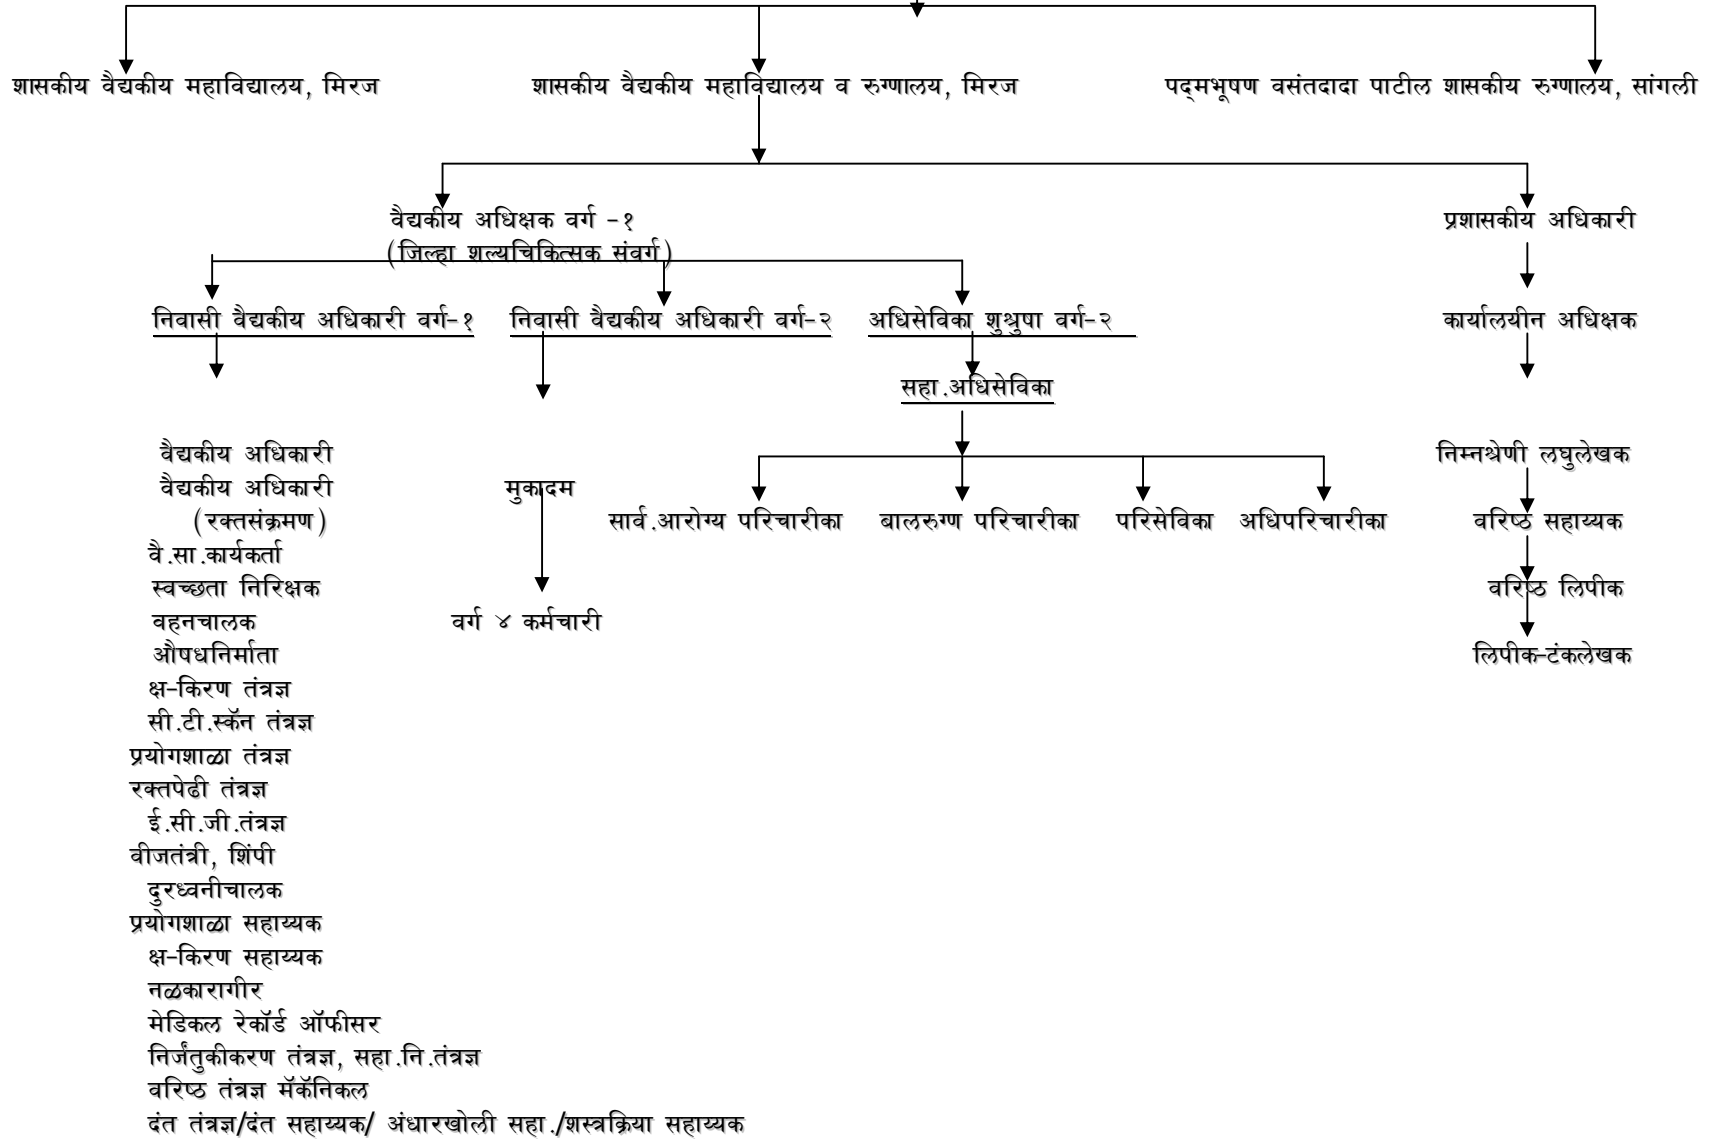 शासकीय वैद्यकीय महाविद्यालय, मिरज शासकीय वैद्यकीय महाविद्यालय व रुग्णालय, मिरज पद्मभूषण वसंतदादा पाटील शासकीय रुग्णालय, सांगली
वैद्यकीय अधिक्षक वर्ग -१ प्रशासकीय अधिकारी
(जिल्हा शल्यचिकित्सक संवर्ग)
निवासी वैद्यकीय अधिकारी वर्ग-१ निवासी वैद्यकीय अधिकारी वर्ग-२ अधिसेविका शुश्रुषा वर्ग-२ कार्यालयीन अधिक्षक
सहा.अधिसेविका
वैद्यकीय अधिकारी निम्नश्रेणी लघुलेखक
वैद्यकीय अधिकारी मुकादम
(रक्तसंक्रमण) सार्व.आरोग्य परिचारीका बालरुग्ण परिचारीका परिसेविका अधिपरिचारीका वरिष्ठ सहाय्यक
वै.सा.कार्यकर्ता
स्वच्छता निरिक्षक वरिष्ठ लिपीक
वहनचालक वर्ग ४ कर्मचारी
औषधनिर्माता लिपीक-टंकलेखक
क्ष-किरण तंत्रज्ञ
सी.टी.स्कॅन तंत्रज्ञ
प्रयोगशाळा तंत्रज्ञ
रक्तपेढी तंत्रज्ञ
ई.सी.जी.तंत्रज्ञ
वीजतंत्री, शिंपी
दुरध्वनीचालक
प्रयोगशाळा सहाय्यक
क्ष-किरण सहाय्यक
नळकारागीर
मेडिकल रेकॉर्ड ऑफीसर
निर्जंतुकीकरण तंत्रज्ञ, सहा.नि.तंत्रज्ञ
वरिष्ठ तंत्रज्ञ मॅकॅनिकल
दंत तंत्रज्ञ/दंत सहाय्यक/ अंधारखोली सहा./शस्त्रक्रिया सहाय्यक